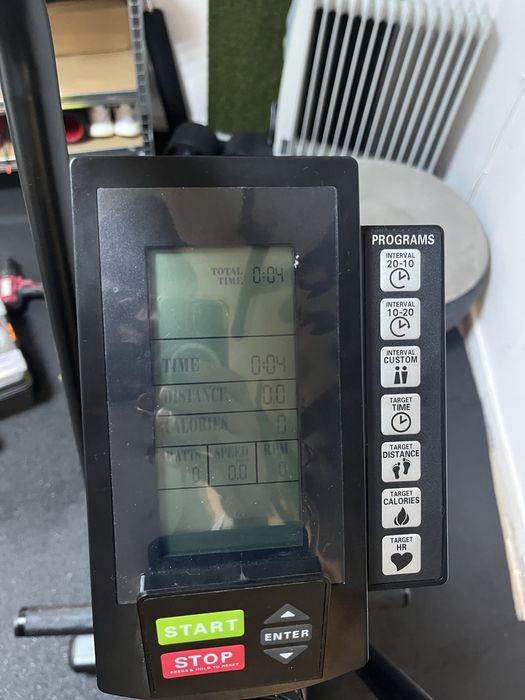 PROGRAMS
INTERVAL
20-10
INTERVAL
10-20
INTERVAL
CUSTOM
TARGET
TIME
TARGET
DISTANCE
TARGET
CALORIES
TARGET
HR
TOTAL
TIME 0:04
TIME 0:04
DISTANCE 0.0
CALORIES 0
WATTS SPEED RPM
0 0.0 0
START
STOP
PRESS & HOLD TO RESET
ENTER